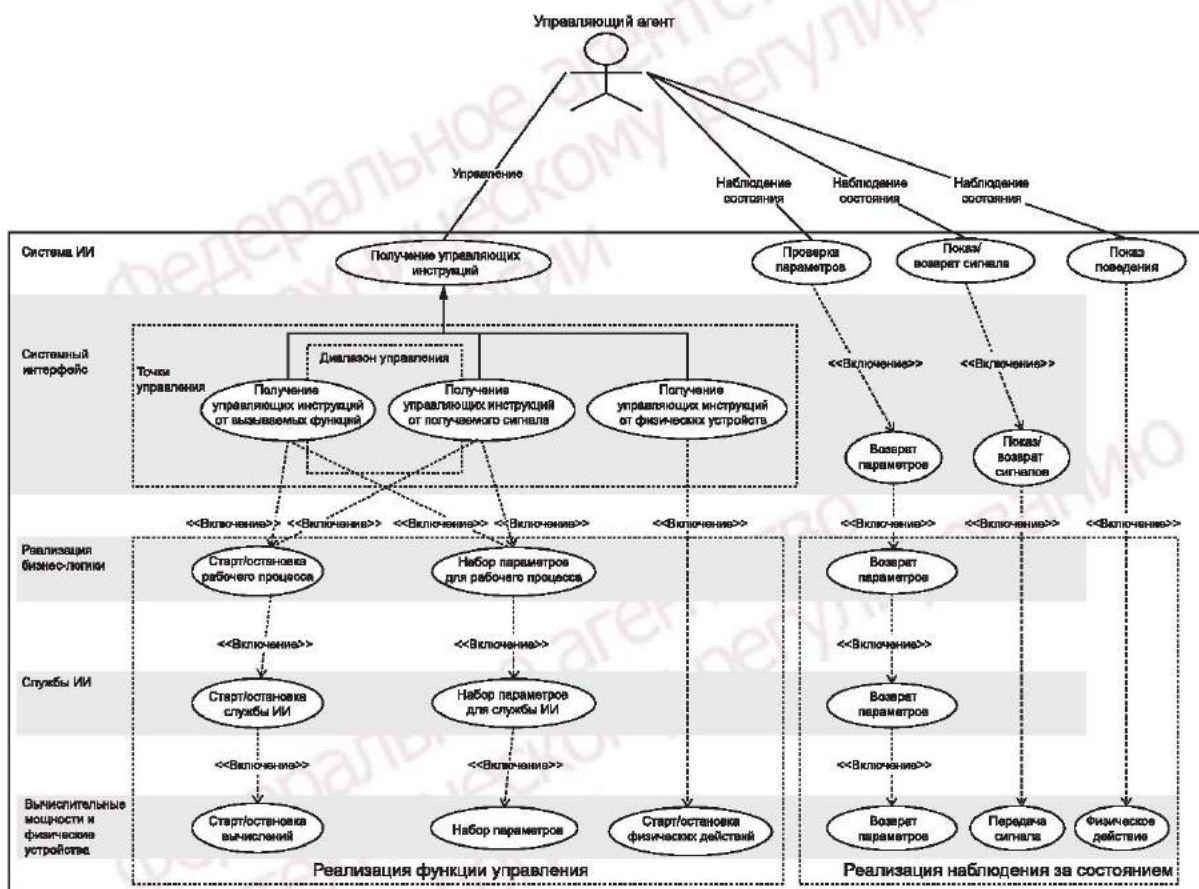 Управляющий агент
Управление
Наблюдение
состояния
Наблюдение
состояния
Наблюдение
состояния
Система ИИ
Получение управляющих
инструкций
Проверка
параметров
Показ/
возврат сигнала
Показ
поведения
Системный
интерфейс
Точки
управления
Диапазон управления
<<Включение>>
<<Включение>>
Получение
управляющих инструкций
от вызываемых функций
Получение
управляющих инструкций
от получаемого сигнала
Получение
управляющих инструкций
от физических устройств
Возврат
параметров
Показ/
возврат
сигналов
<<Включение>>
<<Включение>>
<<Включение>>
<<Включение>>
<<Включение>>
<<Включение>>
<<Включение>>
<<Включение>>
Реализация
бизнес-логики
Старт/остановка
рабочего процесса
Набор параметров
для рабочего процесса
Возврат
параметров
<<Включение>>
<<Включение>>
<<Включение>>
Службы ИИ
Старт/остановка
службы ИИ
Набор параметров
для службы ИИ
Возврат
параметров
<<Включение>>
<<Включение>>
<<Включение>>
Вычислительные
мощности и
физические
устройства
Старт/остановка
вычислений
Набор параметров
Старт/остановка
физических действий
Возврат
параметров
Передача
сигнала
Физическое
действие
Реализация функции управления
Реализация наблюдения за состоянием